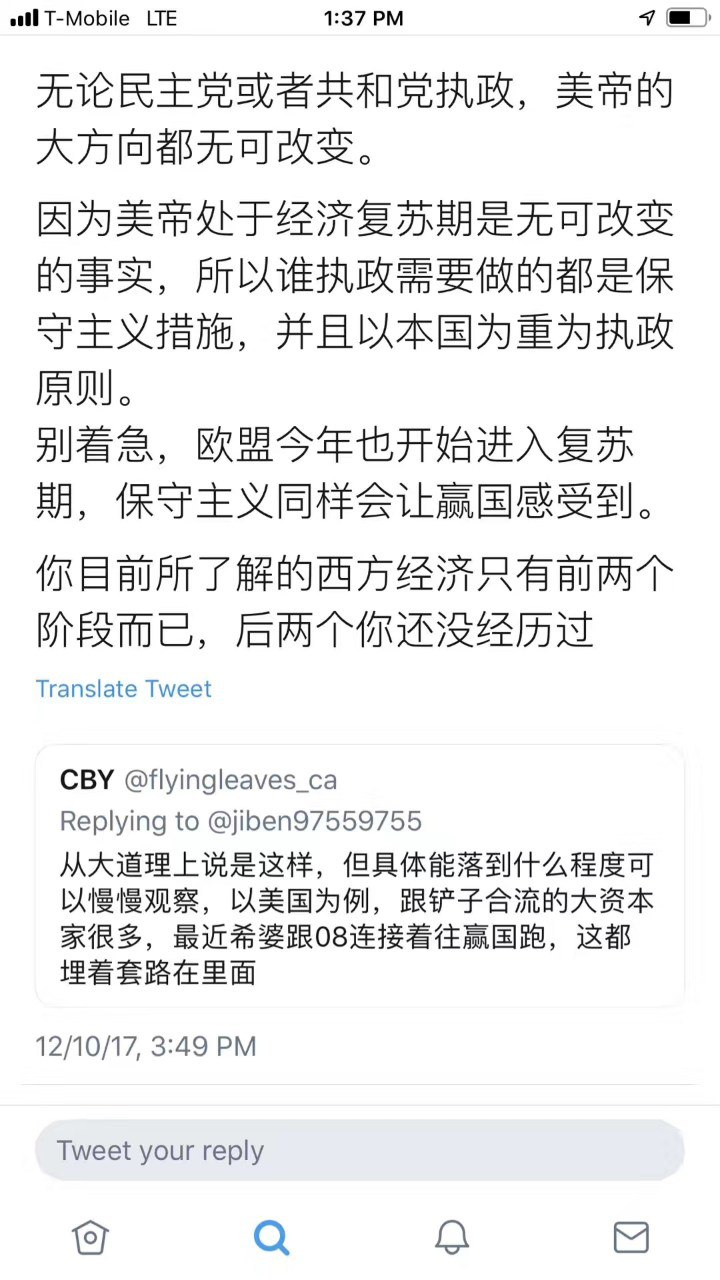 T-Mobile LTE 1:37 PM
无论民主党或者共和党执政，美帝的
大方向都无可改变。
因为美帝处于经济复苏期是无可改变
的事实，所以谁执政需要做的都是保
守主义措施，并且以本国为重为执政
原则。
别着急，欧盟今年也开始进入复苏
期，保守主义同样会让赢国感受到。
你目前所了解的西方经济只有前两个
阶段而已，后两个你还没经历过
Translate Tweet
CBY @flyingleaves_ca
Replying to @jiben97559755
从大道理上说是这样，但具体能落到什么程度可
以慢慢观察，以美国为例，跟铲子合流的大资本
家很多，最近希婆跟08连接着往赢国跑，这都
埋着套路在里面
12/10/17, 3:49 PM
Tweet your reply